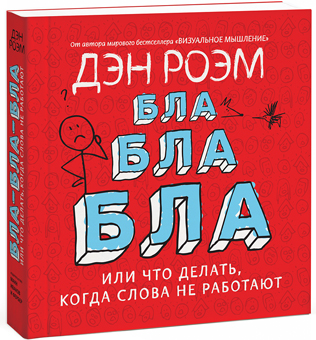 От автора мирового бестселлера «ВИЗУАЛЬНОЕ МЫШЛЕНИЕ»
ДЭН РОЭМ
БЛА
БЛА
БЛА
ИЛИ ЧТО ДЕЛАТЬ,
КОГДА СЛОВА НЕ РАБОТАЮТ
ДЭН РОЭМ
БЛА-БЛА-БЛА
ИЛИ ЧТО ДЕЛАТЬ, КОГДА СЛОВА НЕ РАБОТАЮТ